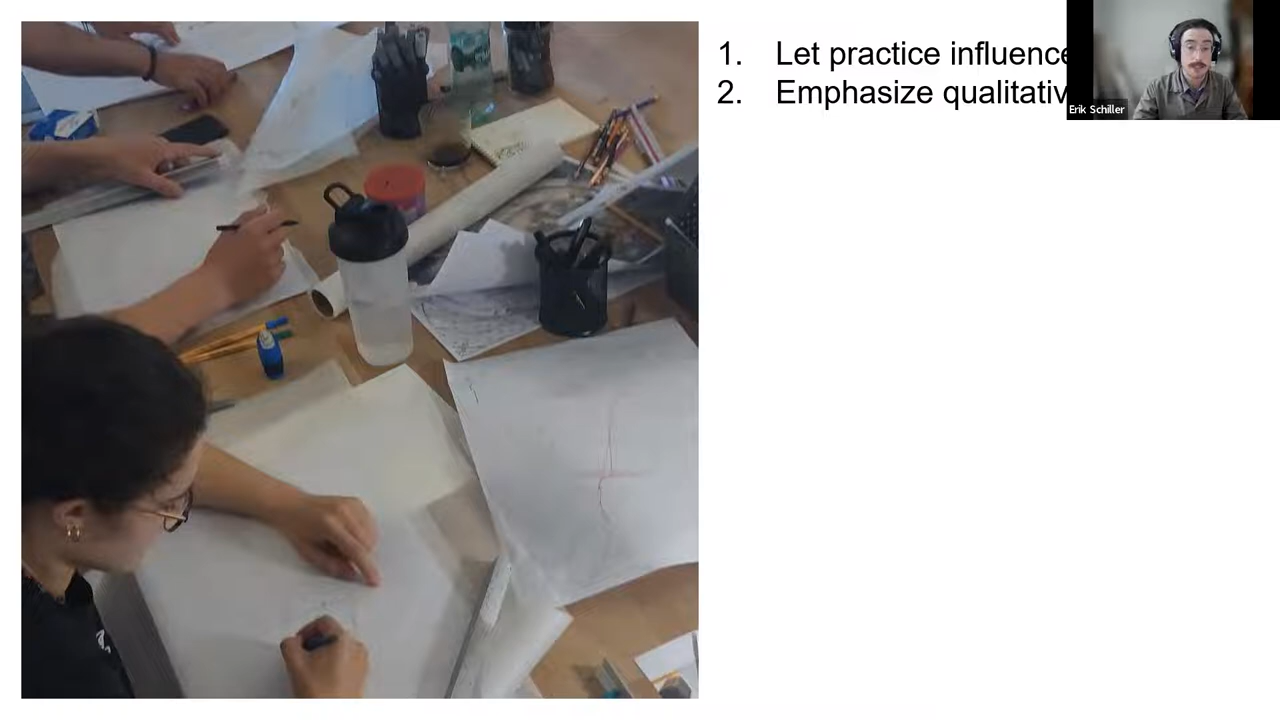 1. Let practice influence
2. Emphasize qualitativ
Erik Schiller